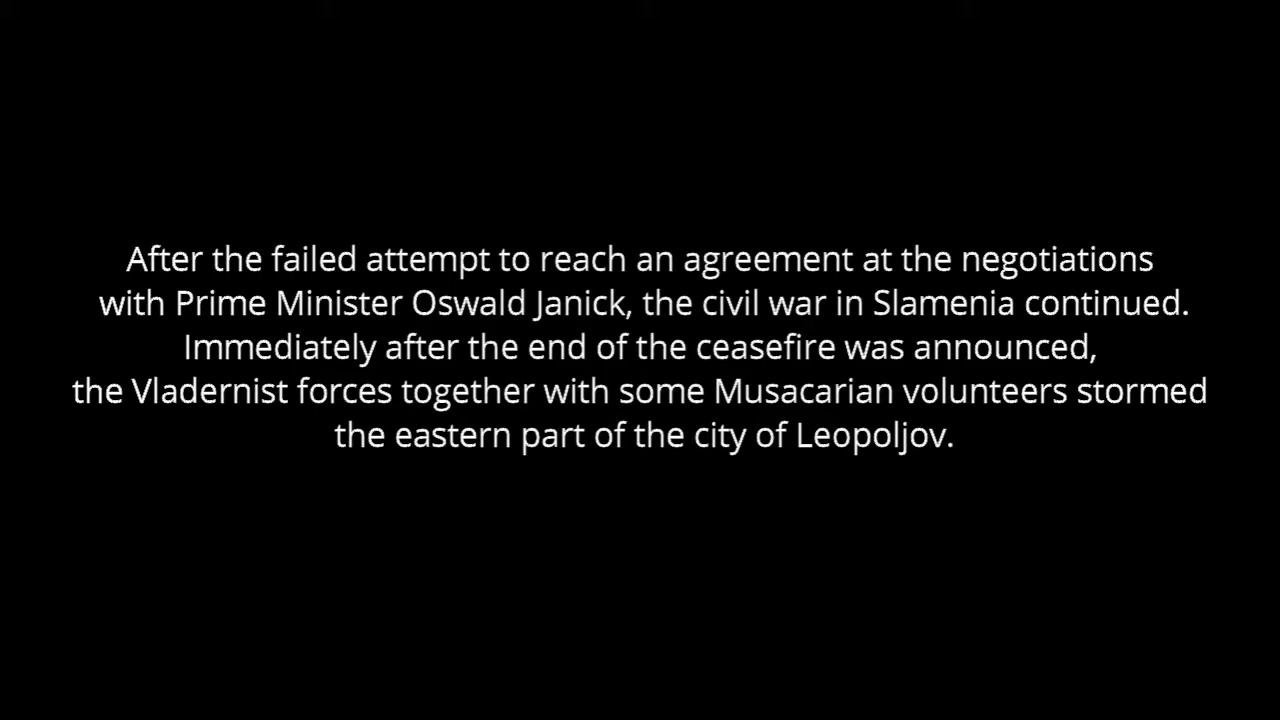 After the failed attempt to reach an agreement at the negotiations
with Prime Minister Oswald Janick, the civil war in Slamenia continued.
Immediately after the end of the ceasefire was announced,
the Vladernist forces together with some Musacarian volunteers stormed
the eastern part of the city of Leopoljov.